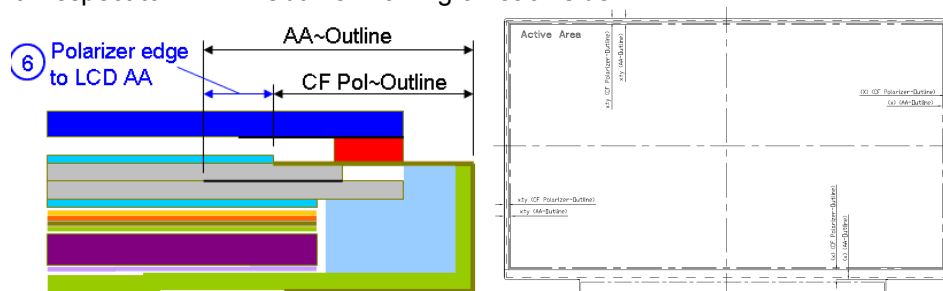 AA~Outline
6 Polarizer edge
to LCD AA
CF Pol~Outline
Active Area
x±y (CF Polarizer-Outline)
x±y (AA-Outline)
(X) (CF Polarizer-Outline)
(x) (AA-Outline)
x±y (CF Polarizer-Outline)
x±y (AA-Outline)
(x) (CF Polarizer-Outline)
(x) (AA-Outline)